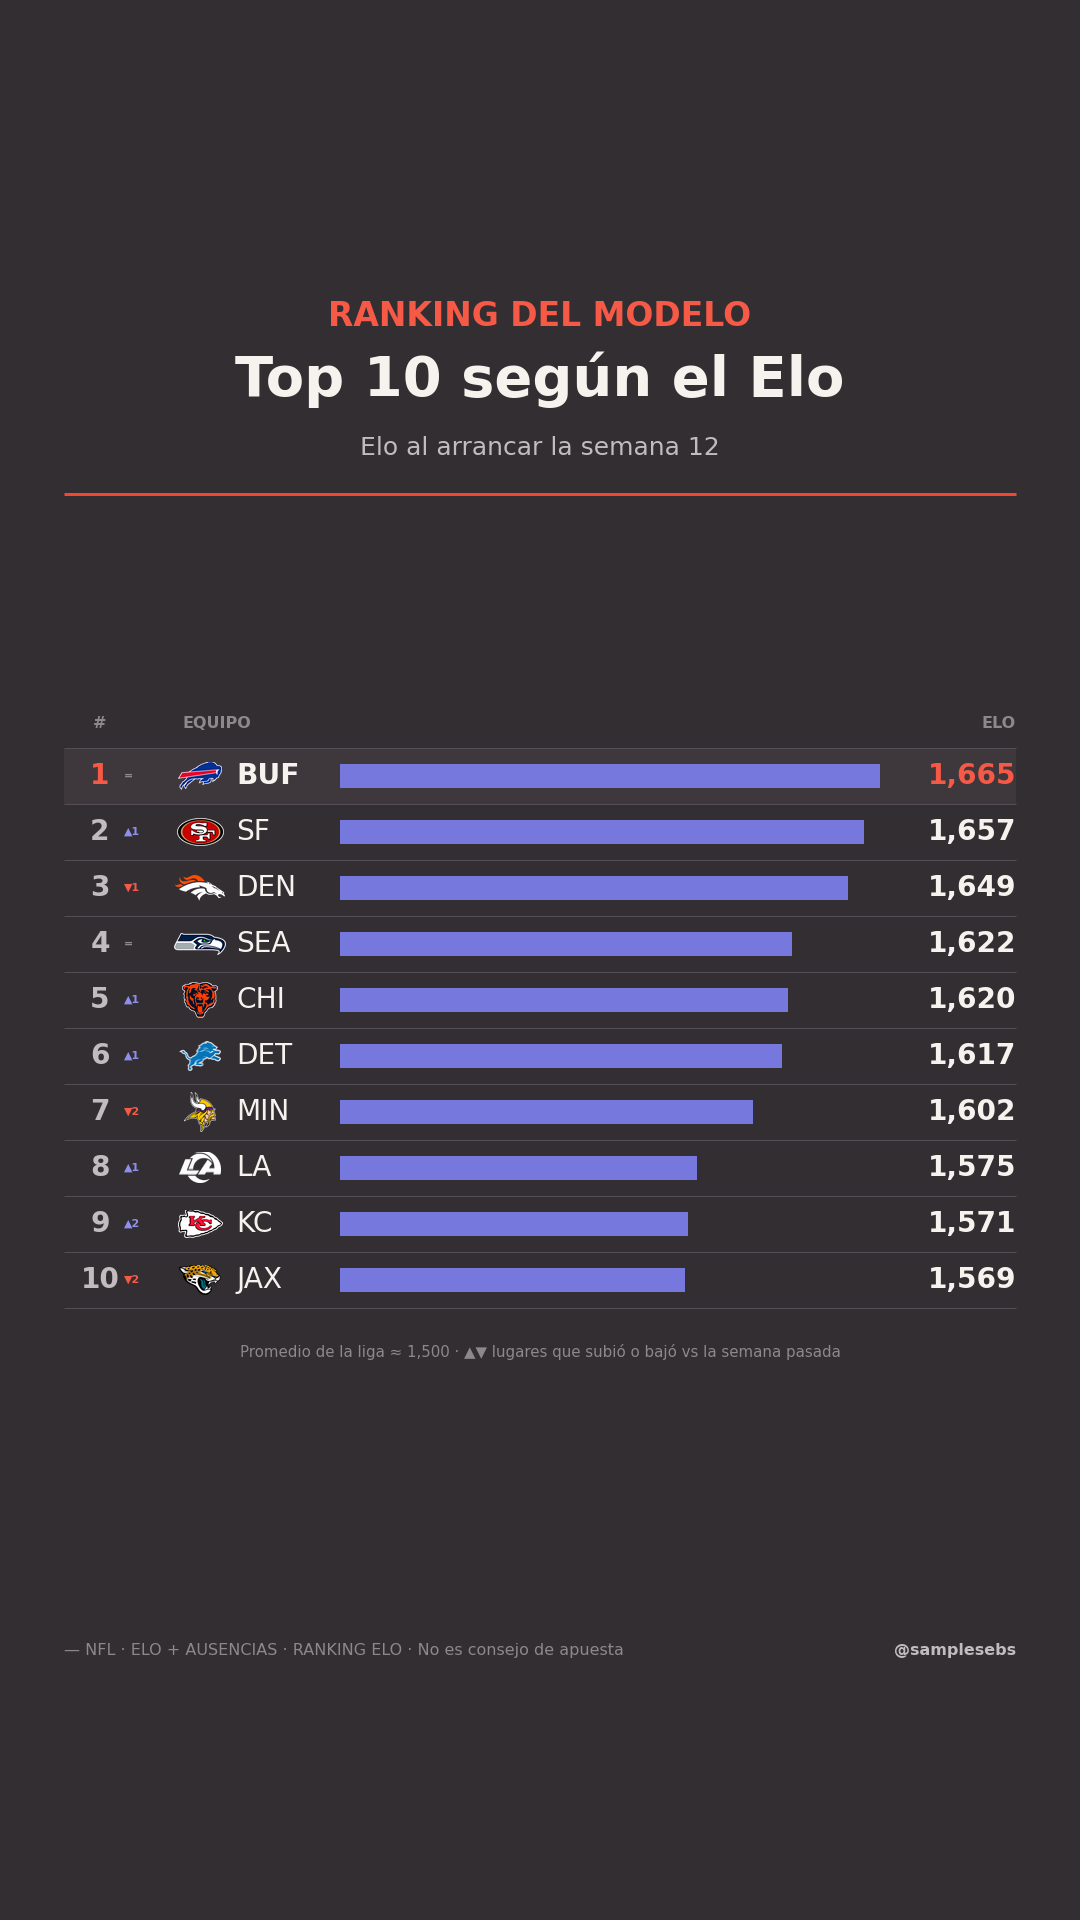 RANKING DEL MODELO
Top 10 según el Elo
Elo al arrancar la semana 12
# EQUIPO ELO
1 = BUF 1,665
2 ▲1 SF 1,657
3 ▼1 DEN 1,649
4 = SEA 1,622
5 ▲1 CHI 1,620
6 ▲1 DET 1,617
7 ▼2 MIN 1,602
8 ▲1 LA 1,575
9 ▲2 KC 1,571
10 ▼2 JAX 1,569
Promedio de la liga ≈ 1,500 · ▲▼ lugares que subió o bajó vs la semana pasada
— NFL · ELO + AUSENCIAS · RANKING ELO · No es consejo de apuesta @samplesebs